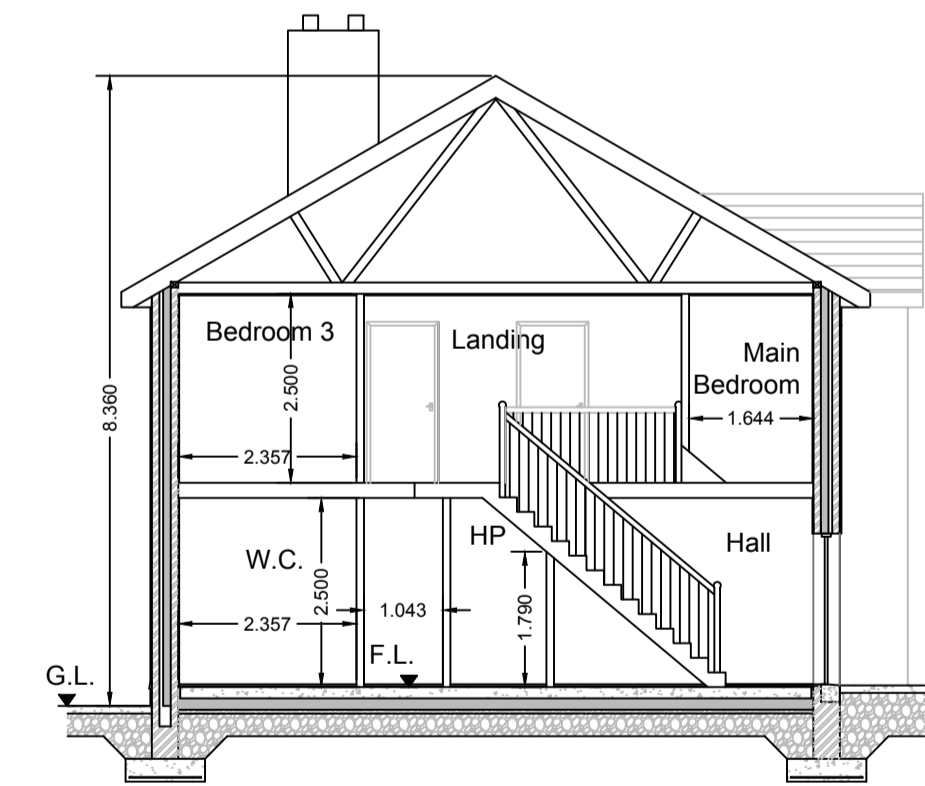 Bedroom 3
Landing
Main
Bedroom
8.360
2.500
2.357
1.644
HP
Hall
W.C.
2.500
1.043
1.790
2.357
F.L.
G.L.